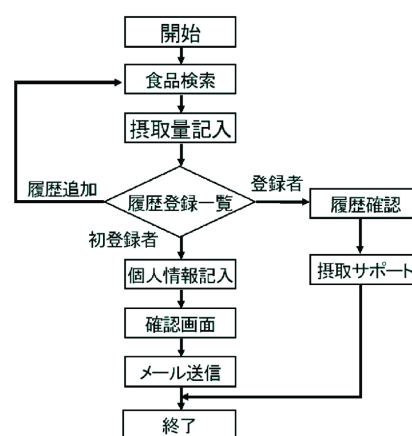 開始
食品検索
摂取量記入
履歴追加
履歴登録一覧
登録者
履歴確認
初登録者
個人情報記入
摂取サポート
確認画面
メール送信
終了